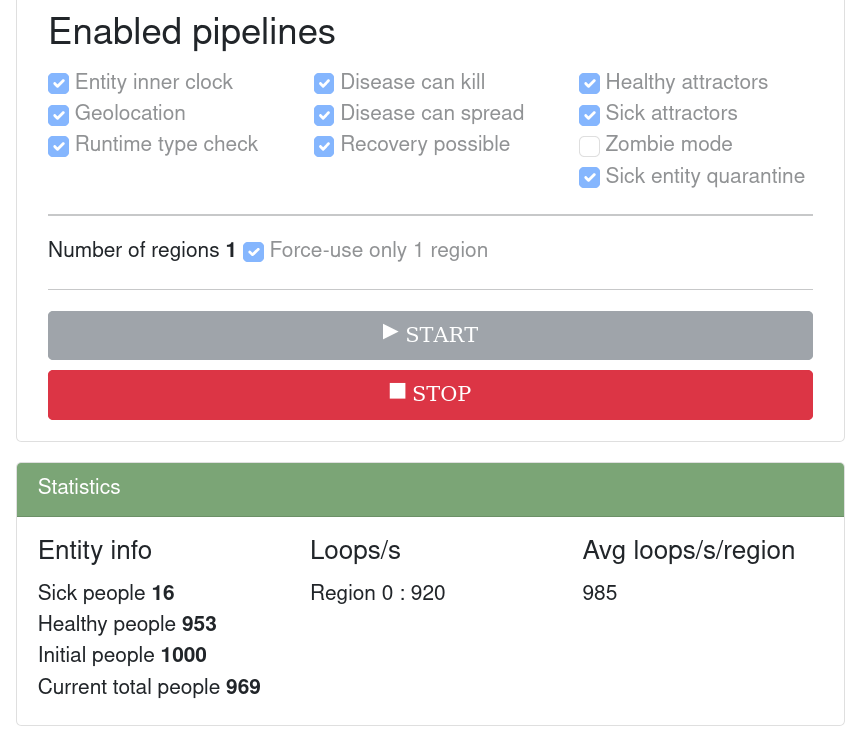 Enabled pipelines
Entity inner clock
Geolocation
Runtime type check
Disease can kill
Disease can spread
Recovery possible
Healthy attractors
Sick attractors
Zombie mode
Sick entity quarantine
Number of regions 1 Force-use only 1 region
START
STOP
Statistics
Entity info
Sick people 16
Healthy people 953
Initial people 1000
Current total people 969
Loops/s
Region 0 : 920
Avg loops/s/region
985